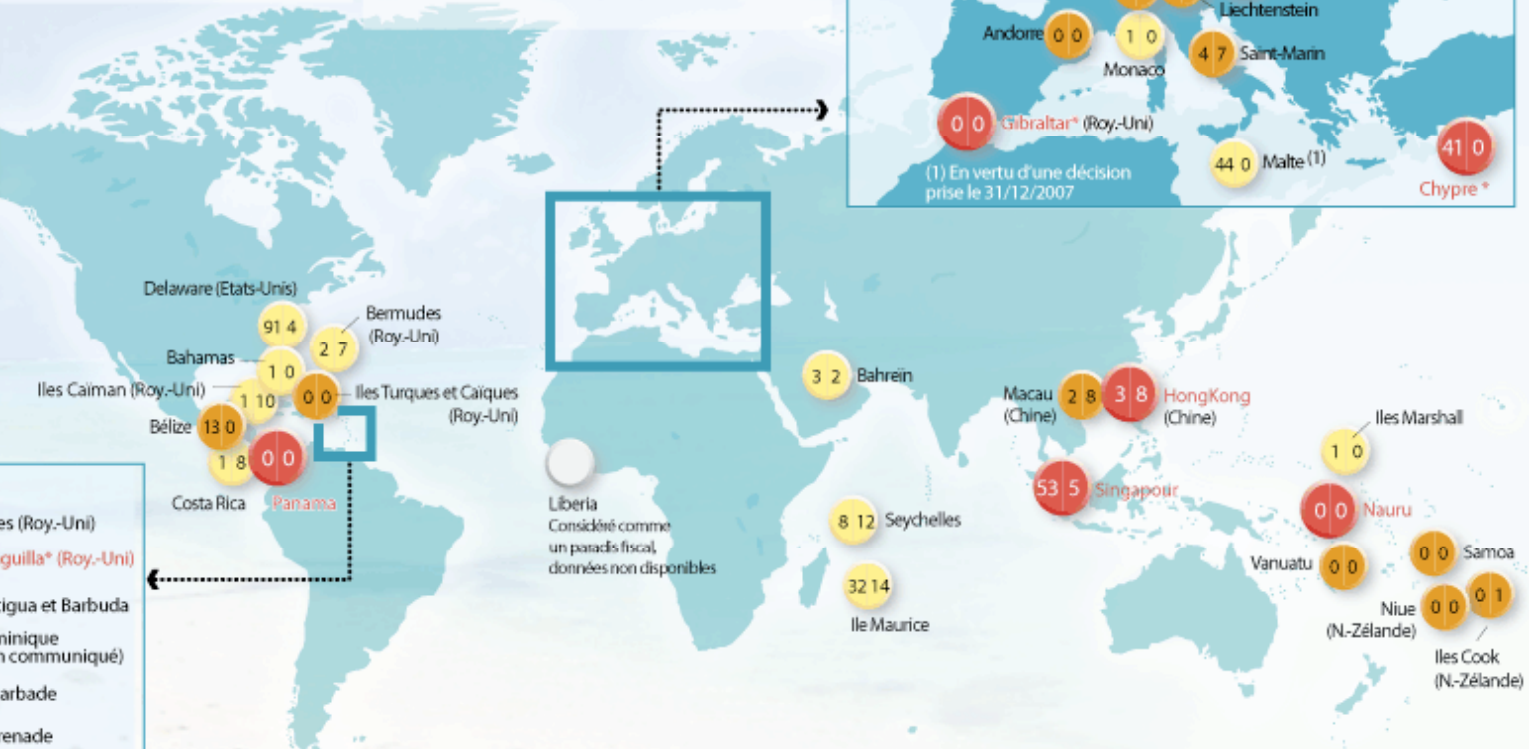 Liechtenstein
Andorre 0 0
1 0
Monaco
4 7 Saint-Marin
0 0 Gibraltar* (Roy.-Uni)
44 0 Malte (1)
41 0
Chypre *
(1) En vertu d'une décision
prise le 31/12/2007
Delaware (Etats-Unis)
91 4
Bermudes
(Roy.-Uni)
2 7
Bahamas
1 0
Iles Caïman (Roy.-Uni)
1 10
0 0 Iles Turques et Caïques
(Roy.-Uni)
Bélize 13 0
1 8
Costa Rica
0 0
Panama
Liberia
Considéré comme
un paradis fiscal,
données non disponibles
3 2 Bahreïn
8 12 Seychelles
32 14
Ile Maurice
Macau
(Chine)
2 8
3 8 HongKong
(Chine)
53 5 Singapour
Iles Marshall
1 0
0 0 Nauru
Vanuatu 0 0
0 0 Samoa
Niue
(N.-Zélande)
0 0
0 1
Iles Cook
(N.-Zélande)
es (Roy.-Uni)
guilla* (Roy.-Uni)
tigua et Barbuda
minique
n communiqué)
arbade
renade